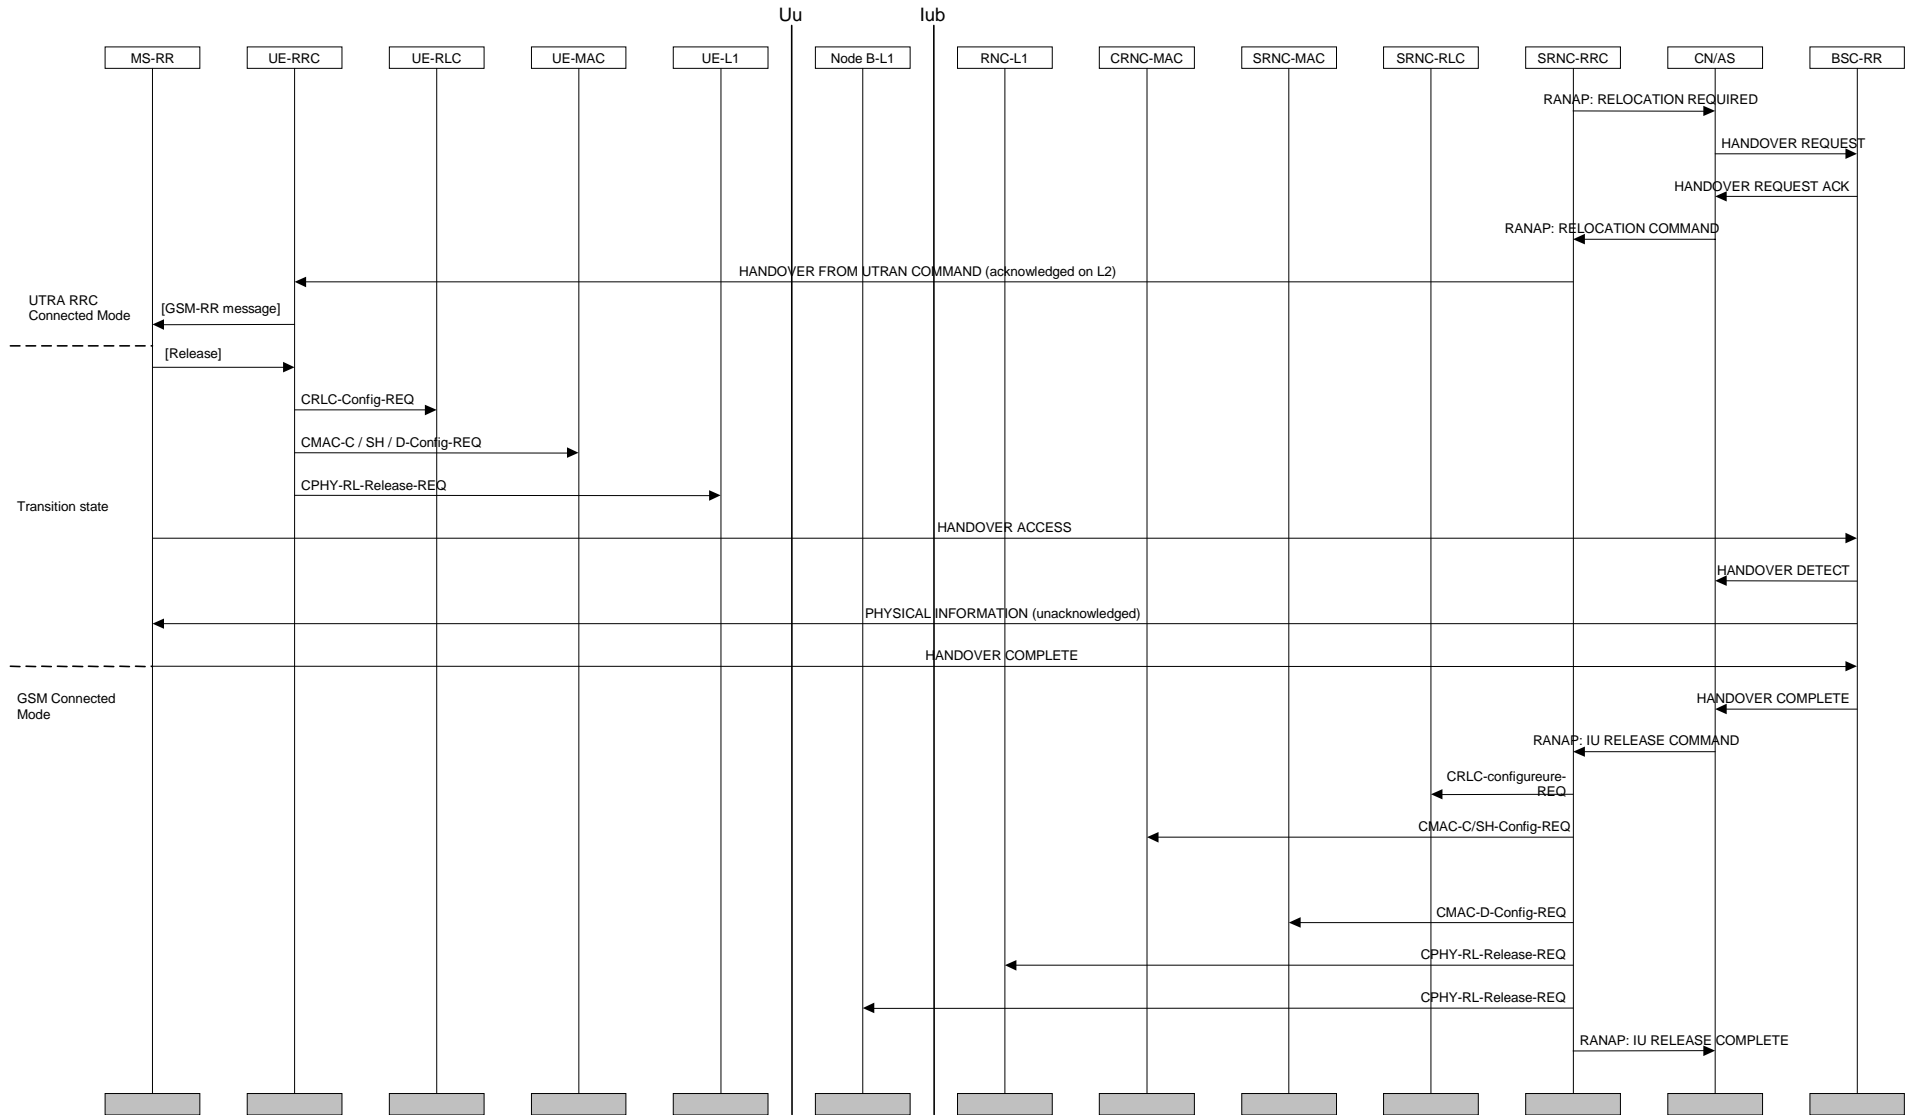 Uu
Iub
MS-RR
UE-RRC
UE-RLC
UE-MAC
UE-L1
Node B-L1
RNC-L1
CRNC-MAC
SRNC-MAC
SRNC-RLC
SRNC-RRC
CN/AS
BSC-RR
RANAP: RELOCATION REQUIRED
HANDOVER REQUEST
HANDOVER REQUEST ACK
RANAP: RELOCATION COMMAND
HANDOVER FROM UTRAN COMMAND (acknowledged on L2)
UTRA RRC
Connected Mode
[GSM-RR message]
[Release]
CRLC-Config-REQ
CMAC-C / SH / D-Config-REQ
CPHY-RL-Release-REQ
Transition state
HANDOVER ACCESS
HANDOVER DETECT
PHYSICAL INFORMATION (unacknowledged)
HANDOVER COMPLETE
GSM Connected
Mode
HANDOVER COMPLETE
RANAP: IU RELEASE COMMAND
CRLC-configureure-
REQ
CMAC-C/SH-Config-REQ
CMAC-D-Config-REQ
CPHY-RL-Release-REQ
CPHY-RL-Release-REQ
RANAP: IU RELEASE COMPLETE